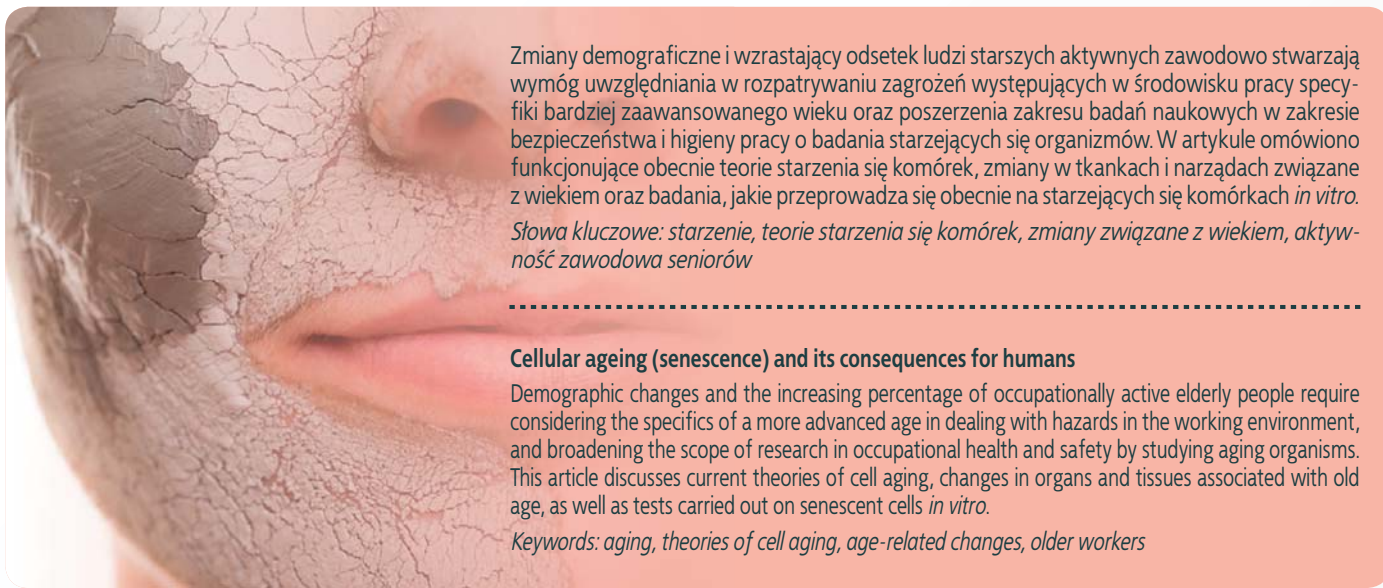 Zmiany demograficzne i wzrastający odsetek ludzi starszych aktywnych zawodowo stwarzają
wymóg uwzględniania w rozpatrywaniu zagrożeń występujących w środowisku pracy specy-
fiki bardziej zaawansowanego wieku oraz poszerzenia zakresu badań naukowych w zakresie
bezpieczeństwa i higieny pracy o badania starzejących się organizmów. W artykule omówiono
funkcjonujące obecnie teorie starzenia się komórek, zmiany w tkankach i narządach związane
z wiekiem oraz badania, jakie przeprowadza się obecnie na starzejących się komórkach in vitro.
Słowa kluczowe: starzenie, teorie starzenia się komórek, zmiany związane z wiekiem, aktyw-
ność zawodowa seniorów
Cellular ageing (senescence) and its consequences for humans
Demographic changes and the increasing percentage of occupationally active elderly people require
considering the specifics of a more advanced age in dealing with hazards in the working environment,
and broadening the scope of research in occupational health and safety by studying aging organisms.
This article discusses current theories of cell aging, changes in organs and tissues associated with old
age, as well as tests carried out on senescent cells in vitro.
Keywords: aging, theories of cell aging, age-related changes, older workers